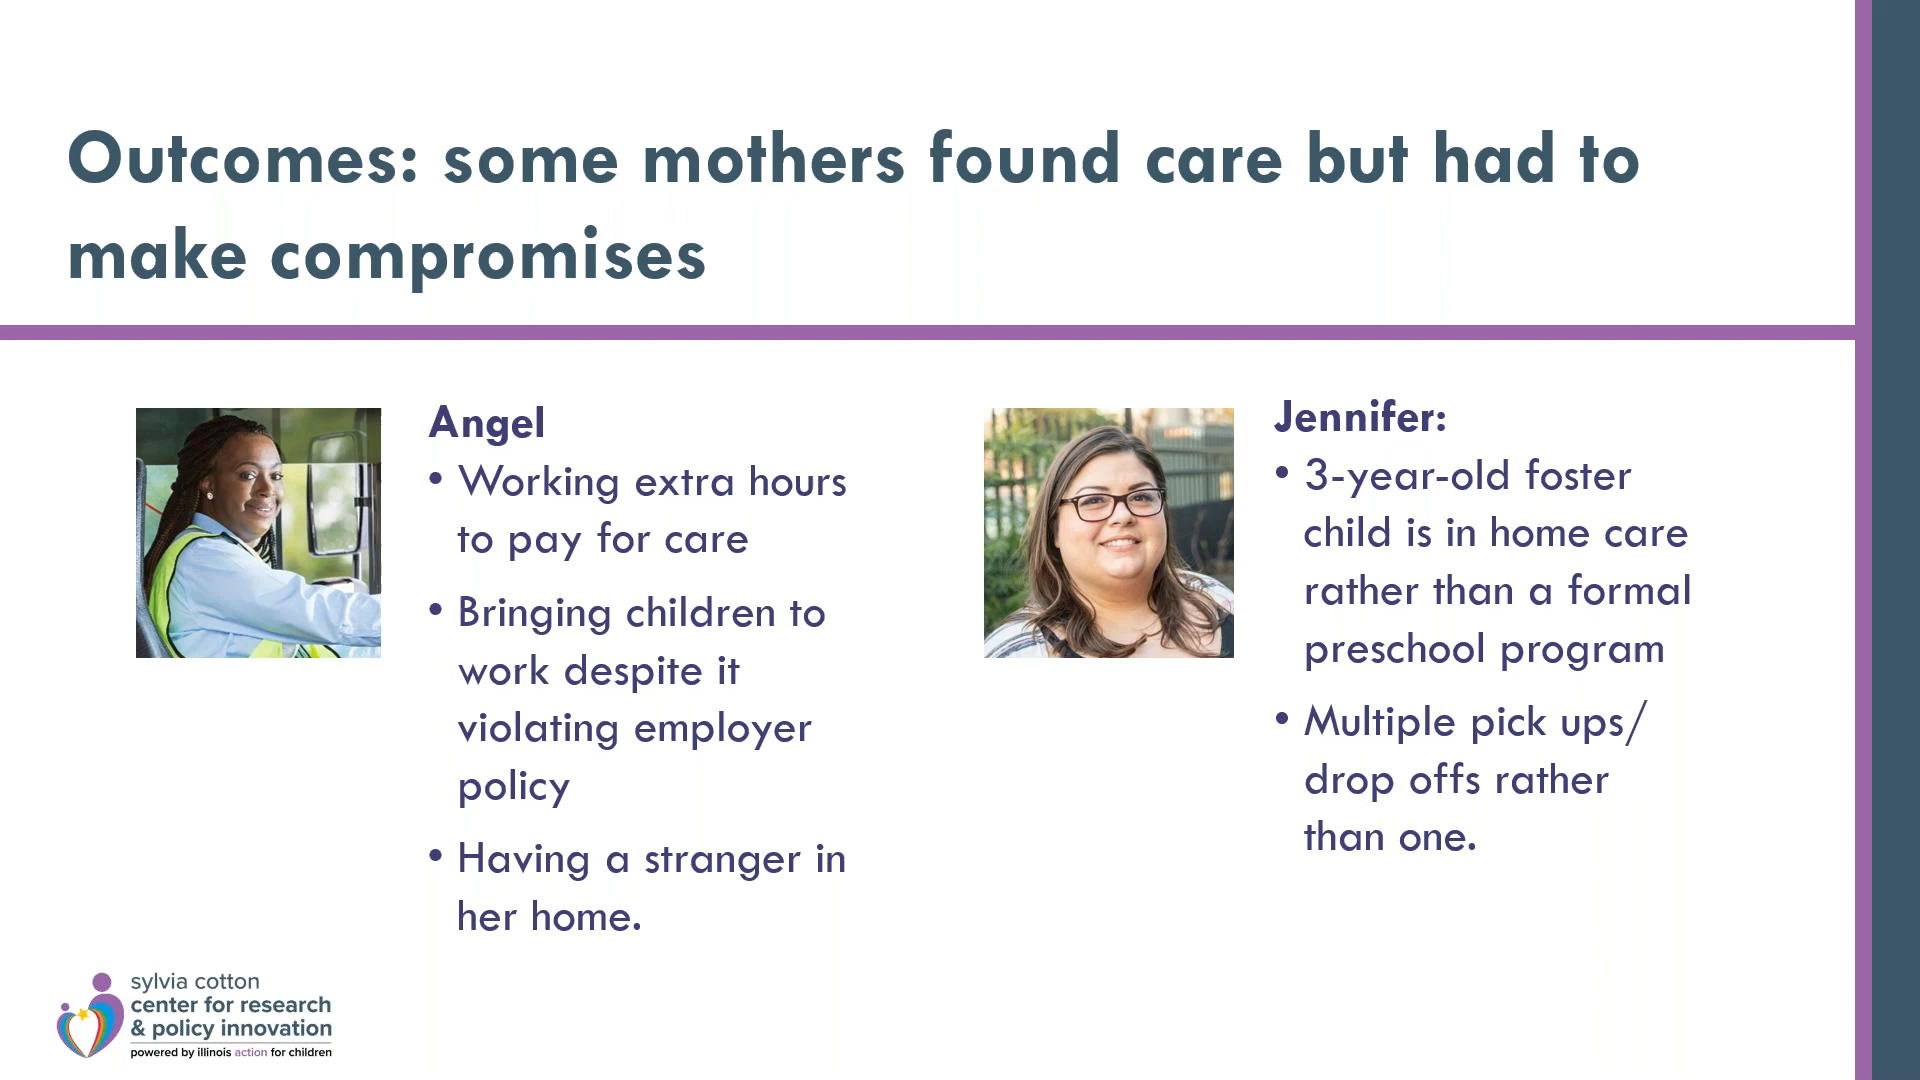 Outcomes: some mothers found care but had to
make compromises
Angel
• Working extra hours
to pay for care
• Bringing children to
work despite it
violating employer
policy
• Having a stranger in
her home.
Jennifer:
• 3-year-old foster
child is in home care
rather than a formal
preschool program
• Multiple pick ups/
drop offs rather
than one.
sylvia cotton
center for research
& policy innovation
powered by illinois action for children